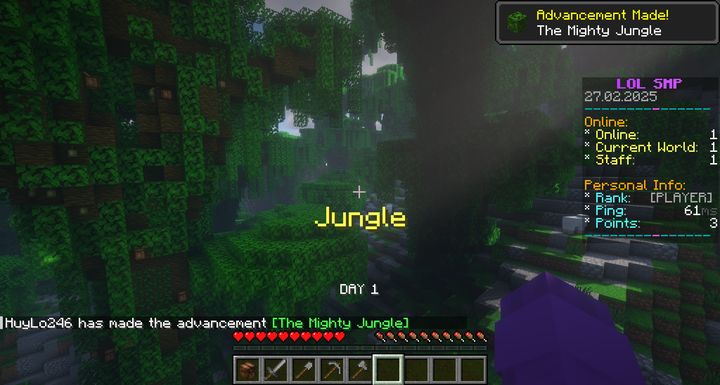 Advancement Made!
The Mighty Jungle
LOL SMP
27.02.2025
Online:
* Online: 1
* Current World: 1
* Staff: 1
Personal Info:
* Rank: [PLAYER]
* Ping: 61ms
* Points: 3
Jungle
DAY 1
HuyLo246 has made the advancement [The Mighty Jungle]